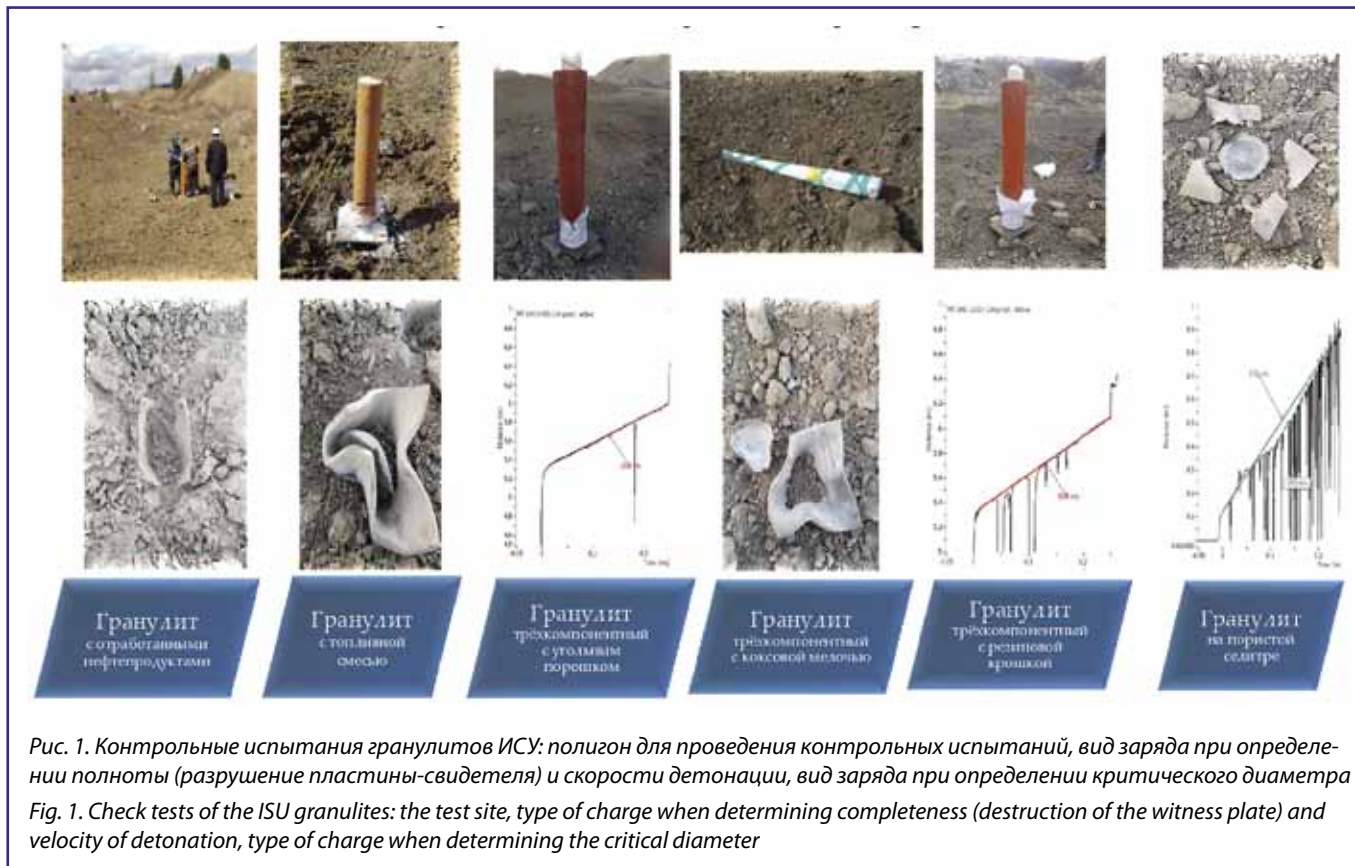 Гранулит
с отработанными
нефтепродуктами
Гранулит
с топливной
смесью
Гранулит
трёхкомпонентный
с угольным
порошком
Гранулит
трёхкомпонентный
с коксовой мелочью
Гранулит
трёхкомпонентный
с резиновой
крошкой
Гранулит
на пористой
селитре
Рис. 1. Контрольные испытания гранулитов ИСУ: полигон для проведения контрольных испытаний, вид заряда при определе-
нии полноты (разрушение пластины-свидетеля) и скорости детонации, вид заряда при определении критического диаметра
Fig. 1. Check tests of the ISU granulites: the test site, type of charge when determining completeness (destruction of the witness plate) and
velocity of detonation, type of charge when determining the critical diameter